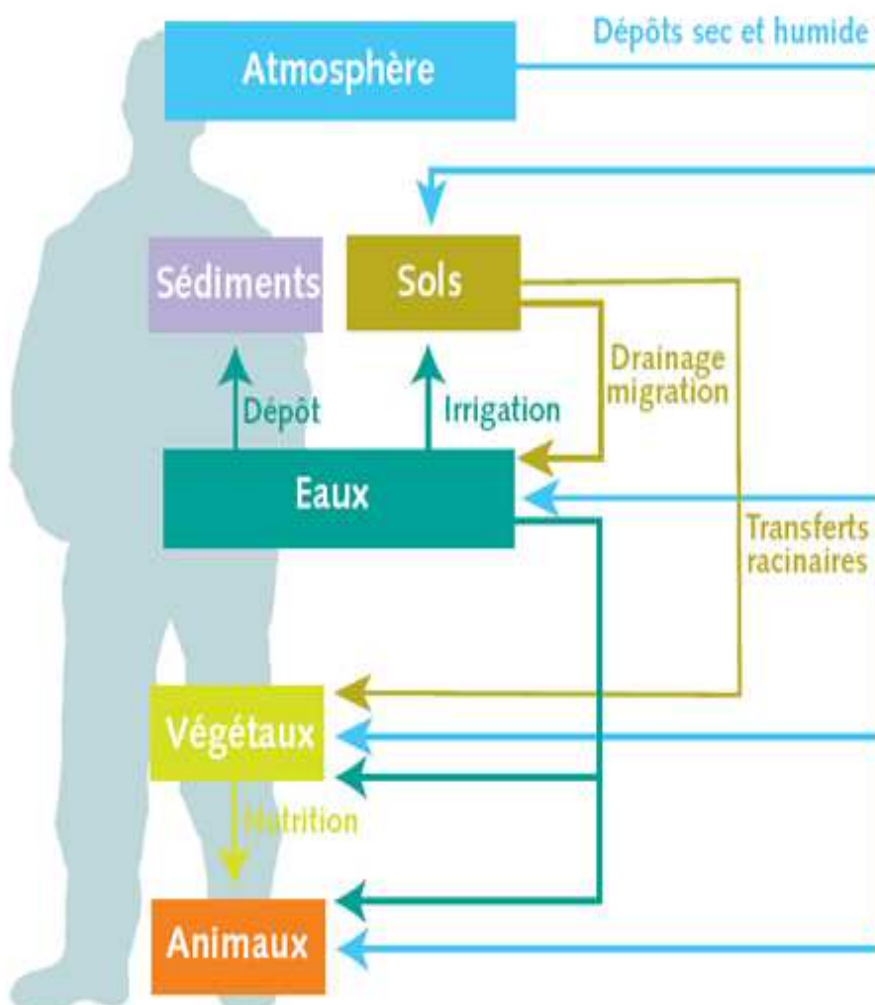 Dépôts sec et humide
Atmosphère
Sédiments
Sols
Drainage
migration
Dépôt
Irrigation
Eaux
Transferts
racinaires
Végétaux
Nutrition
Animaux